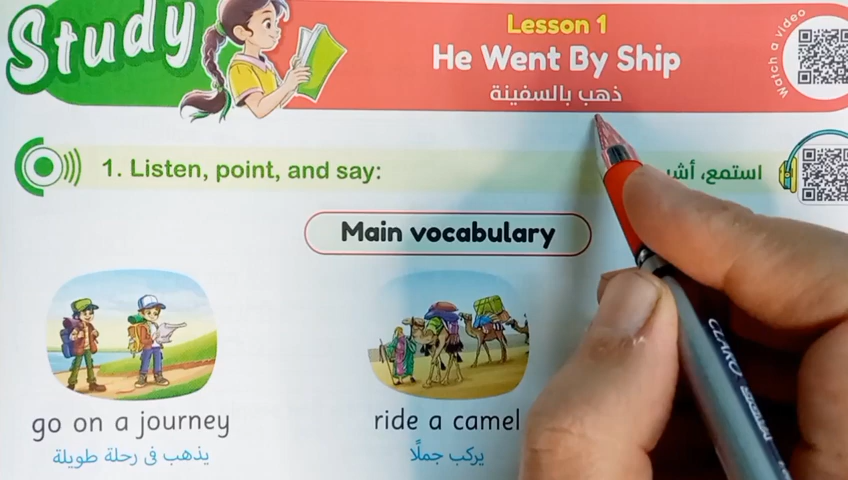 Study
Lesson 1
He Went By Ship
ذهب بالسفينة
Watch a video
1. Listen, point, and say:
استمع،
Main vocabulary
go on a journey
يذهب فى رحلة طويلة
ride a camel
يركب جملًا